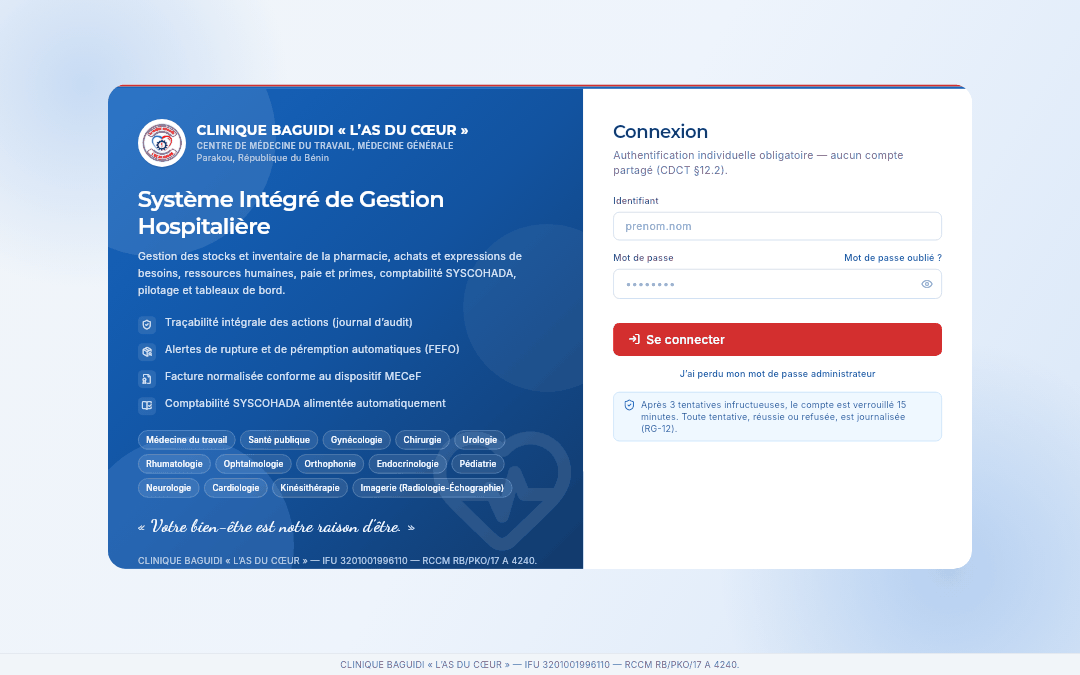 CLINIQUE BAGUIDI « L’AS DU CŒUR »
CENTRE DE MÉDECINE DU TRAVAIL, MÉDECINE GÉNÉRALE
Parakou, République du Bénin
Système Intégré de Gestion
Hospitalière
Gestion des stocks et inventaire de la pharmacie, achats et expressions de
besoins, ressources humaines, paie et primes, comptabilité SYSCOHADA,
pilotage et tableaux de bord.
Traçabilité intégrale des actions (journal d’audit)
Alertes de rupture et de péremption automatiques (FEFO)
Facture normalisée conforme au dispositif MECeF
Comptabilité SYSCOHADA alimentée automatiquement
Médecine du travail Santé publique Gynécologie Chirurgie Urologie
Rhumatologie Ophtalmologie Orthophonie Endocrinologie Pédiatrie
Neurologie Cardiologie Kinésithérapie Imagerie (Radiologie-Échographie)
« Votre bien-être est notre raison d’être. »
CLINIQUE BAGUIDI « L’AS DU CŒUR » — IFU 3201001996110 — RCCM RB/PKO/17 A 4240.
Connexion
Authentification individuelle obligatoire — aucun compte
partagé (CDCT §12.2).
Identifiant
prenom.nom
Mot de passe Mot de passe oublié ?
••••••••
Se connecter
J’ai perdu mon mot de passe administrateur
Après 3 tentatives infructueuses, le compte est verrouillé 15
minutes. Toute tentative, réussie ou refusée, est journalisée
(RG-12).
CLINIQUE BAGUIDI « L’AS DU CŒUR » — IFU 3201001996110 — RCCM RB/PKO/17 A 4240.